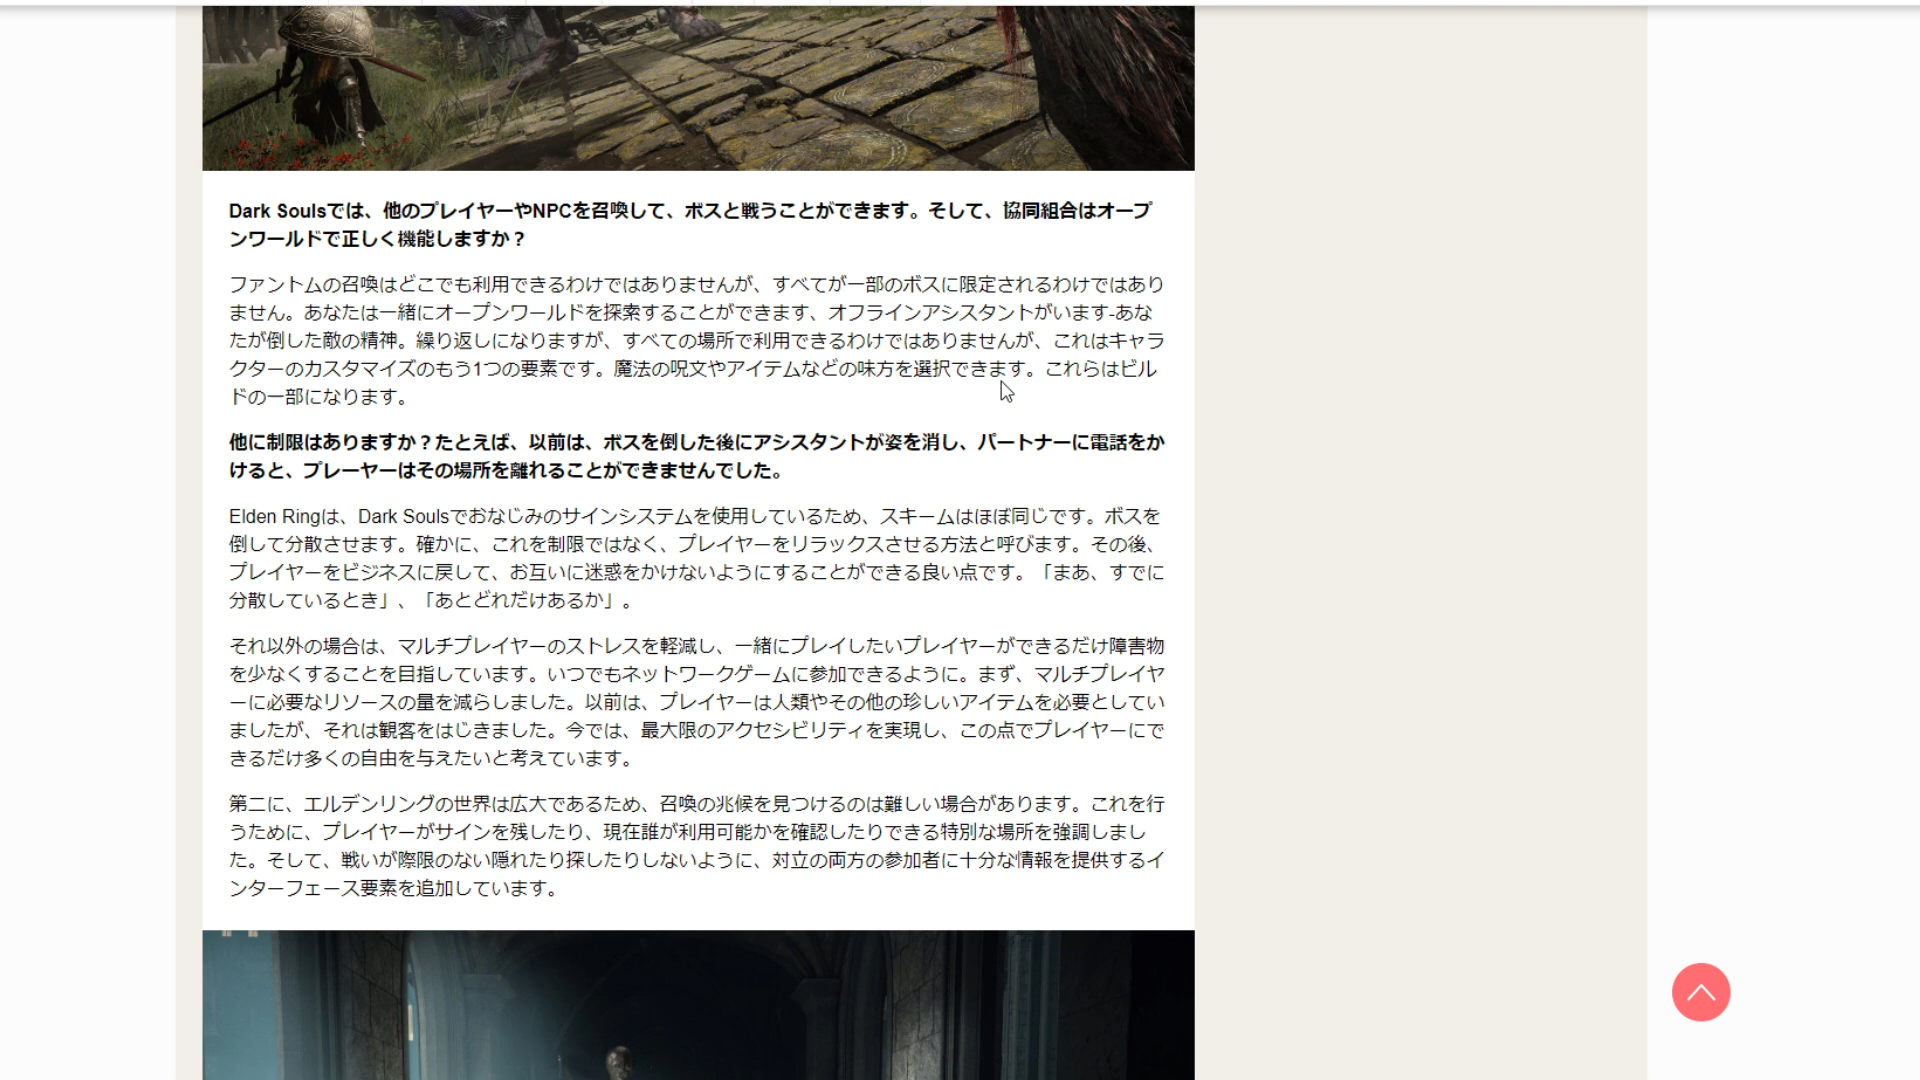 Dark Soulsでは、他のプレイヤーやNPCを召喚して、ボスと戦うことができます。そして、協同組合はオープ
ンワールドで正しく機能しますか？
ファントムの召喚はどこでも利用できるわけではありませんが、すべてが一部のボスに限定されるわけではあり
ません。あなたは一緒にオープンワールドを探索することができます、オフラインアシスタントがいます-あな
たが倒した敵の精神。繰り返しになりますが、すべての場所で利用できるわけではありませんが、これはキャラ
クターのカスタマイズのもう1つの要素です。魔法の呪文やアイテムなどの味方を選択できます。これらはビル
ドの一部になります。
他に制限はありますか？たとえば、以前は、ボスを倒した後にアシスタントが姿を消し、パートナーに電話をか
けると、プレーヤーはその場所を離れることができませんでした。
Elden Ringは、Dark Soulsでおなじみのサインシステムを使用しているため、スキームはほぼ同じです。ボスを
倒して分散させます。確かに、これを制限ではなく、プレイヤーをリラックスさせる方法と呼びます。その後、
プレイヤーをビジネスに戻して、お互いに迷惑をかけないようにすることができる良い点です。「まあ、すでに
分散しているとき」、「あとどれだけあるか」。
それ以外の場合は、マルチプレイヤーのストレスを軽減し、一緒にプレイしたいプレイヤーができるだけ障害物
を少なくすることを目指しています。いつでもネットワークゲームに参加できるように。まず、マルチプレイヤ
ーに必要なリソースの量を減らしました。以前は、プレイヤーは人類やその他の珍しいアイテムを必要としてい
ましたが、それは観客をはじきました。今では、最大限のアクセシビリティを実現し、この点でプレイヤーにで
きるだけ多くの自由を与えたいと考えています。
第二に、エルデンリングの世界は広大であるため、召喚の兆候を見つけるのは難しい場合があります。これを行
うために、プレイヤーがサインを残したり、現在誰が利用可能かを確認したりできる特別な場所を強調しまし
た。そして、戦いが際限のない隠れたり探したりしないように、対立の両方の参加者に十分な情報を提供するイ
ンターフェース要素を追加しています。